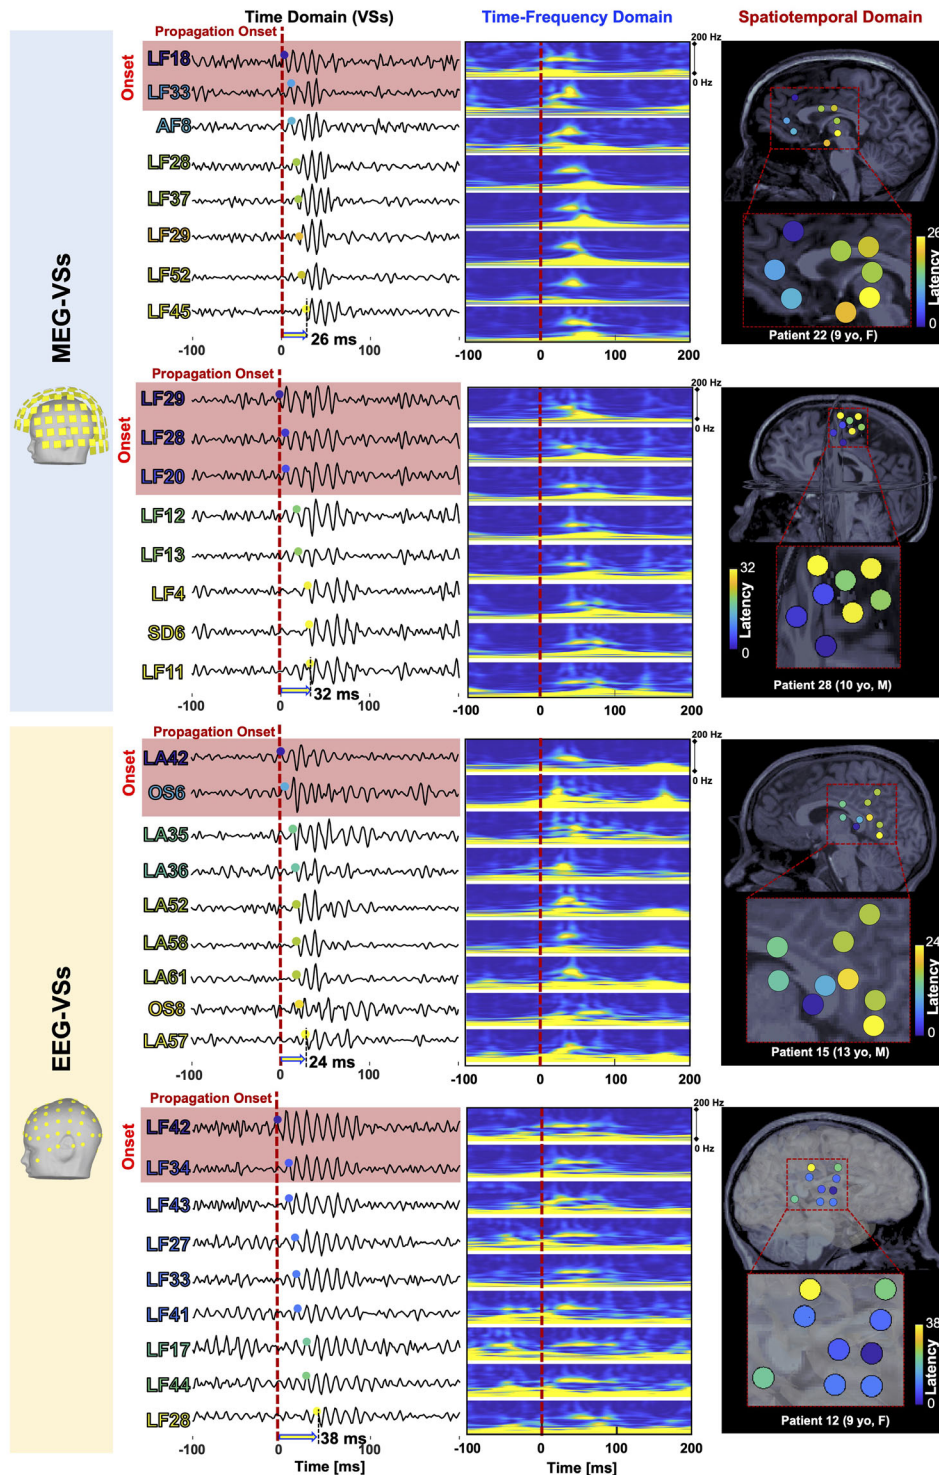 Time Domain (VSs)
Time-Frequency Domain
Spatiotemporal Domain
MEG-VSs
Propagation Onset
Onset
LF18
LF33
AF8
LF28
LF37
LF29
LF52
LF45
26 ms
-100 0 100
200 Hz
0 Hz
-100 0 100 200
26
Latency
0
Patient 22 (9 yo, F)
Propagation Onset
Onset
LF29
LF28
LF20
LF12
LF13
LF4
SD6
LF11
32 ms
-100 0 100
200 Hz
0 Hz
-100 0 100 200
32
Latency
0
Patient 28 (10 yo, M)
EEG-VSs
Propagation Onset
Onset
LA42
OS6
LA35
LA36
LA52
LA58
LA61
OS8
LA57
24 ms
-100 0 100
200 Hz
0 Hz
-100 0 100 200
24
Latency
0
Patient 15 (13 yo, M)
Propagation Onset
Onset
LF42
LF34
LF43
LF27
LF33
LF41
LF17
LF44
LF28
38 ms
-100 0 100
Time [ms]
200 Hz
0 Hz
-100 0 100 200
Time [ms]
38
Latency
0
Patient 12 (9 yo, F)